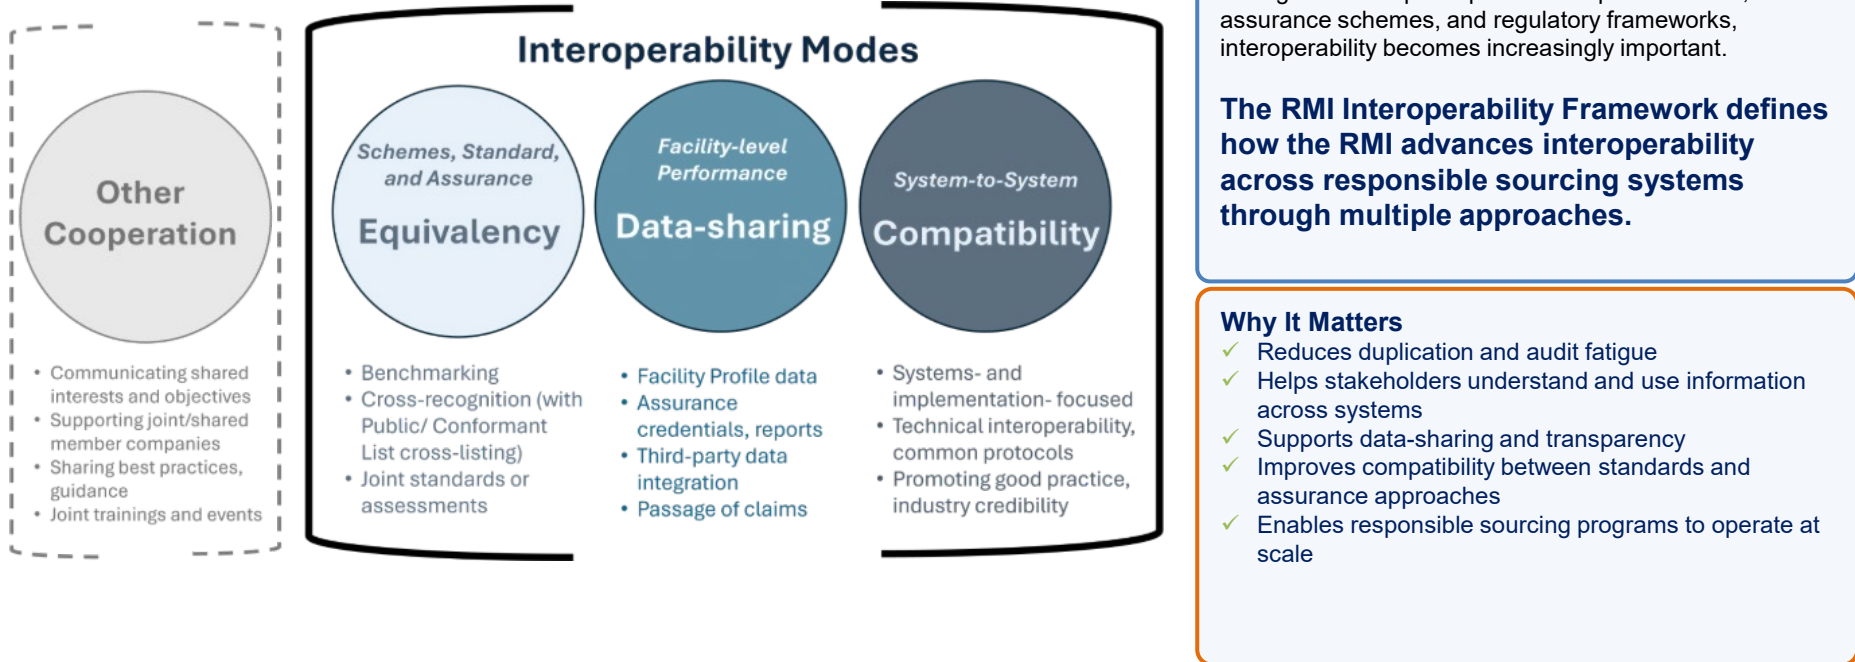 Other
Cooperation
• Communicating shared
interests and objectives
• Supporting joint/shared
member companies
• Sharing best practices,
guidance
• Joint trainings and events
Interoperability Modes
Schemes, Standard,
and Assurance
Equivalency
• Benchmarking
• Cross-recognition (with
Public/ Conformant
List cross-listing)
• Joint standards or
assessments
Facility-level
Performance
Data-sharing
• Facility Profile data
• Assurance
credentials, reports
• Third-party data
integration
• Passage of claims
System-to-System
Compatibility
• Systems- and
implementation- focused
• Technical interoperability,
common protocols
• Promoting good practice,
industry credibility
assurance schemes, and regulatory frameworks,
interoperability becomes increasingly important.
The RMI Interoperability Framework defines
how the RMI advances interoperability
across responsible sourcing systems
through multiple approaches.
Why It Matters
✓ Reduces duplication and audit fatigue
✓ Helps stakeholders understand and use information
across systems
✓ Supports data-sharing and transparency
✓ Improves compatibility between standards and
assurance approaches
✓ Enables responsible sourcing programs to operate at
scale